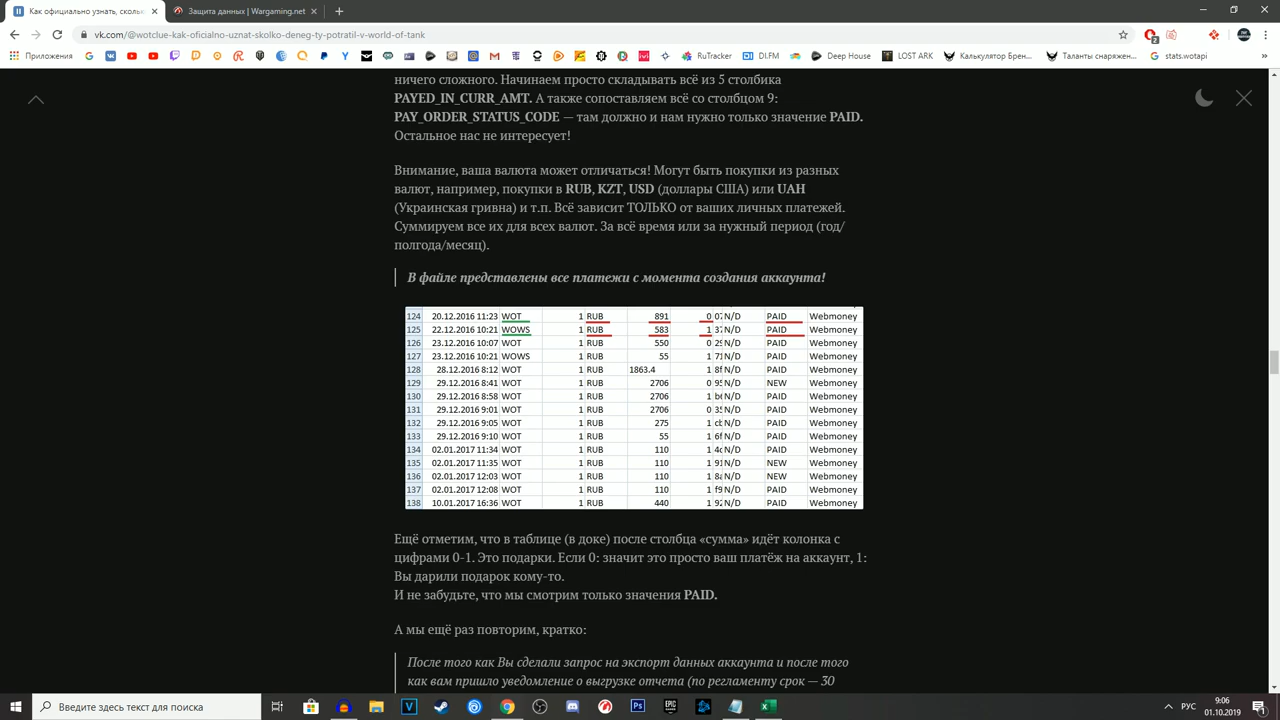 Как официально узнать, сколь
Защита данных | Wargaming.net
vk.com/@wotclue-kak-oficialno-uznat-skolko-deneg-ty-potratil-v-world-of-tank
Приложения
RuTracker
DI.FM
Deep House
LOST ARK
Калькулятор Брен...
Таланты снаряжен...
stats.wotapi
ничего сложного. Начинаем просто складывать всё из 5 столбика
PAYED_IN_CURR_AMT. А также сопоставляем всё со столбцом 9:
PAY_ORDER_STATUS_CODE — там должно и нам нужно только значение PAID.
Остальное нас не интересует!
Внимание, ваша валюта может отличаться! Могут быть покупки из разных
валют, например, покупки в RUB, KZT, USD (доллары США) или UAH
(Украинская гривна) и т.п. Всё зависит ТОЛЬКО от ваших личных платежей.
Суммируем все их для всех валют. За всё время или за нужный период (год/
полгода/месяц).
В файле представлены все платежи с момента создания аккаунта!
124 20.12.2016 11:23 WOT 1 RUB 891 0 07 N/D PAID Webmoney
125 22.12.2016 10:21 WOWS 1 RUB 583 1 37 N/D PAID Webmoney
126 23.12.2016 10:07 WOT 1 RUB 550 0 29 N/D PAID Webmoney
127 23.12.2016 10:21 WOWS 1 RUB 55 1 71 N/D PAID Webmoney
128 28.12.2016 8:12 WOT 1 RUB 1863.4 1 8f N/D PAID Webmoney
129 29.12.2016 8:41 WOT 1 RUB 2706 0 95 N/D NEW Webmoney
130 29.12.2016 8:58 WOT 1 RUB 2706 1 b6 N/D PAID Webmoney
131 29.12.2016 9:01 WOT 1 RUB 2706 0 35 N/D PAID Webmoney
132 29.12.2016 9:05 WOT 1 RUB 275 1 cb N/D PAID Webmoney
133 29.12.2016 9:10 WOT 1 RUB 55 1 6f N/D PAID Webmoney
134 02.01.2017 11:34 WOT 1 RUB 110 1 4c N/D PAID Webmoney
135 02.01.2017 11:35 WOT 1 RUB 110 1 91 N/D NEW Webmoney
136 02.01.2017 12:03 WOT 1 RUB 110 1 8a N/D NEW Webmoney
137 02.01.2017 12:08 WOT 1 RUB 110 1 f9 N/D PAID Webmoney
138 10.01.2017 16:36 WOT 1 RUB 440 1 92 N/D PAID Webmoney
Ещё отметим, что в таблице (в доке) после столбца «сумма» идёт колонка с
цифрами 0-1. Это подарки. Если 0: значит это просто ваш платёж на аккаунт, 1:
Вы дарили подарок кому-то.
И не забудьте, что мы смотрим только значения PAID.
А мы ещё раз повторим, кратко:
После того как Вы сделали запрос на экспорт данных аккаунта и после того
как вам пришло уведомление о выгрузке отчета (по регламенту срок — 30
Введите здесь текст для поиска
РУС
9:06
01.10.2019